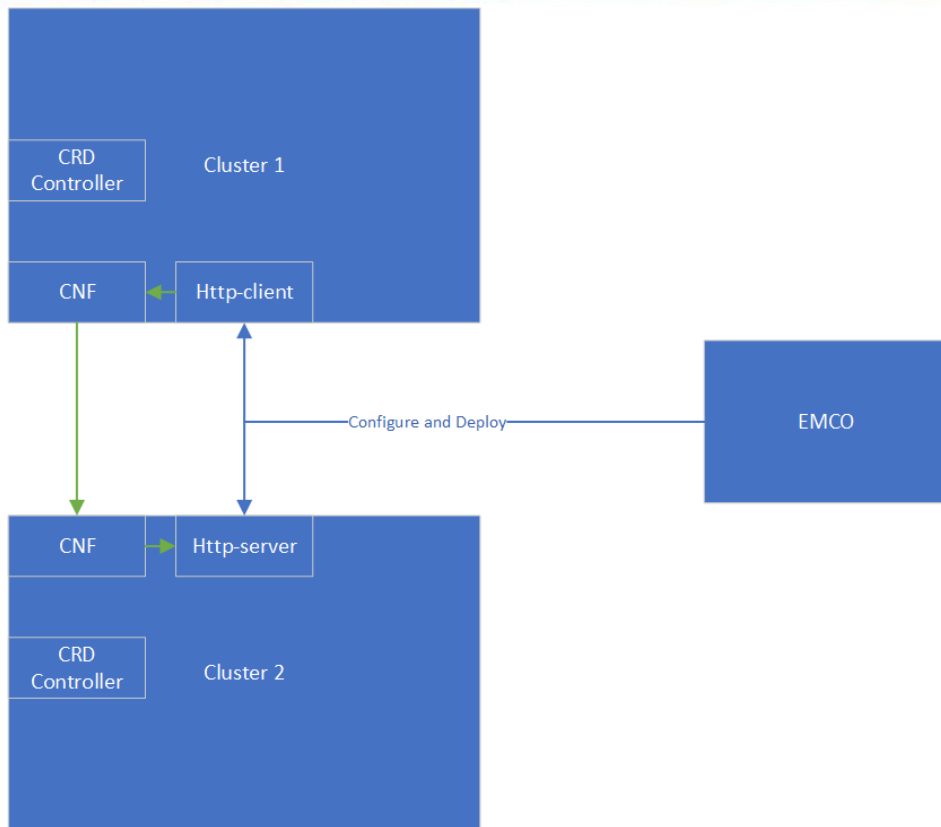 CRD
Controller
Cluster 1
CNF
Http-client
Configure and Deploy
EMCO
CNF
Http-server
CRD
Controller
Cluster 2